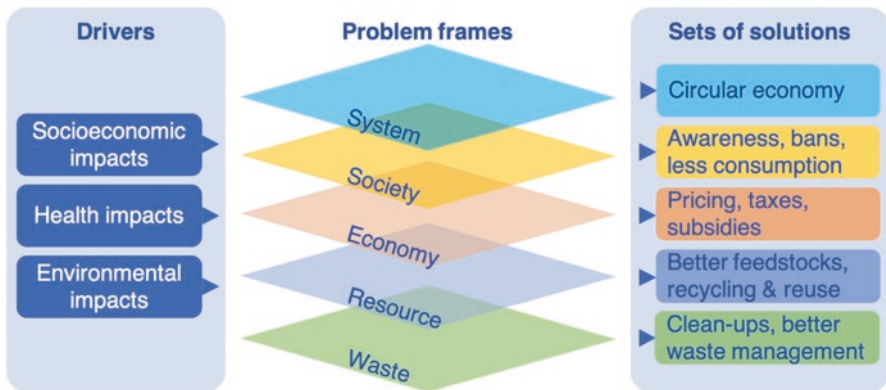 Drivers
Socioeconomic
impacts
Health impacts
Environmental
impacts
Problem frames
System
Society
Economy
Resource
Waste
Sets of solutions
Circular economy
Awareness, bans,
less consumption
Pricing, taxes,
subsidies
Better feedstocks,
recycling & reuse
Clean-ups, better
waste management